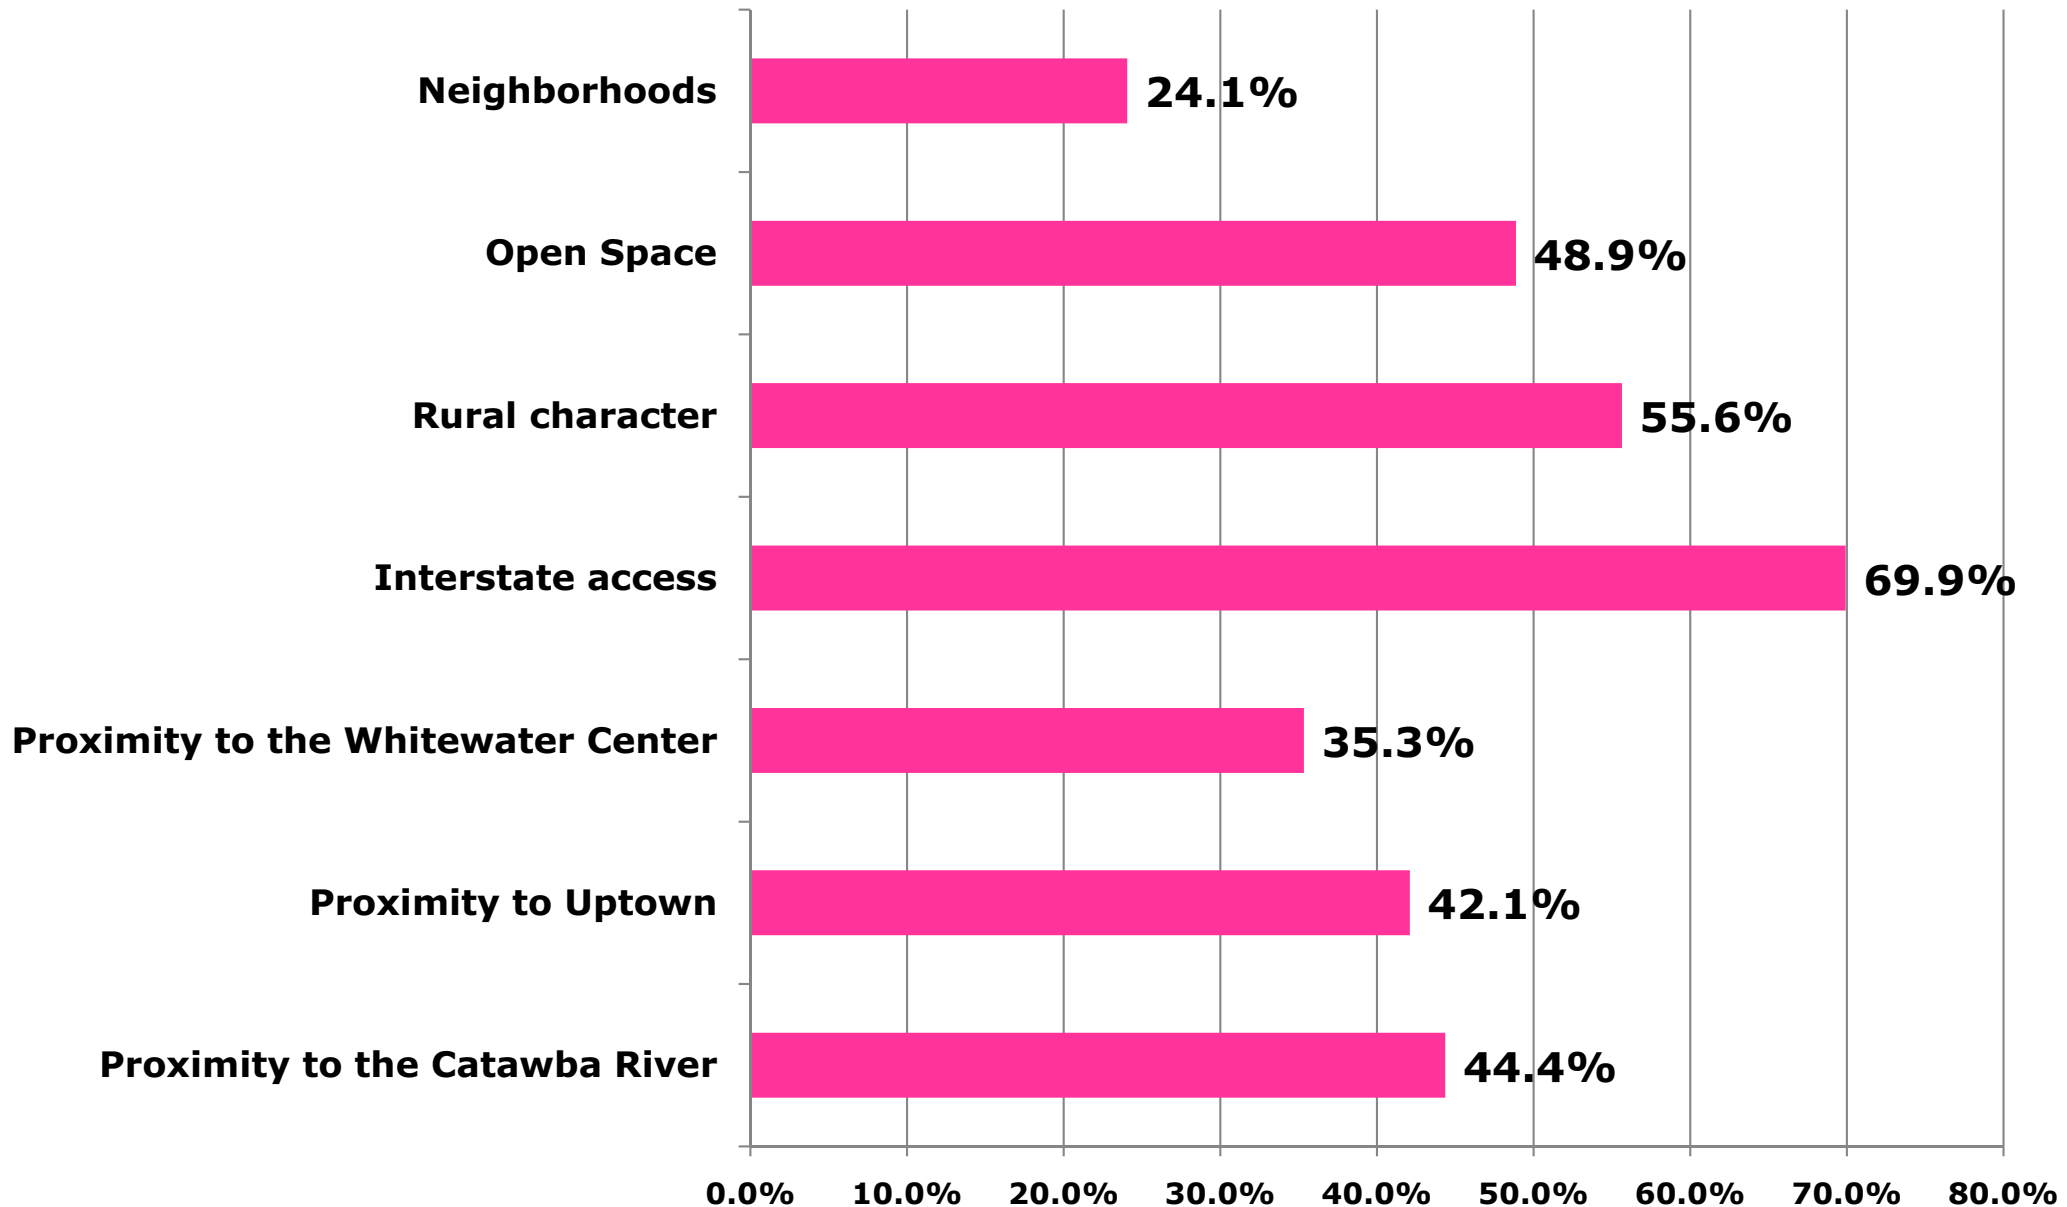 Neighborhoods
24.1%
Open Space
48.9%
Rural character
55.6%
Interstate access
69.9%
Proximity to the Whitewater Center
35.3%
Proximity to Uptown
42.1%
Proximity to the Catawba River
44.4%
0.0% 10.0% 20.0% 30.0% 40.0% 50.0% 60.0% 70.0% 80.0%